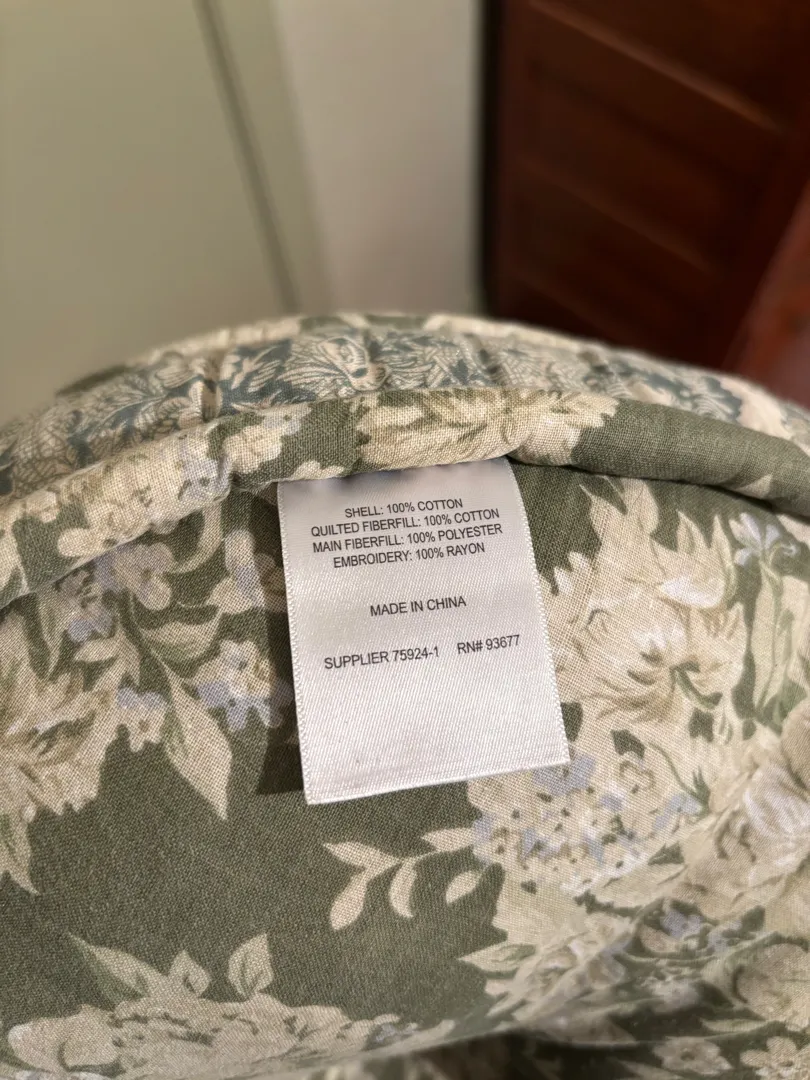 SHELL: 100% COTTON
QUILTED FIBERFILL: 100% COTTON
MAIN FIBERFILL: 100% POLYESTER
EMBROIDERY: 100% RAYON
MADE IN CHINA
SUPPLIER 75924-1 RN# 93677